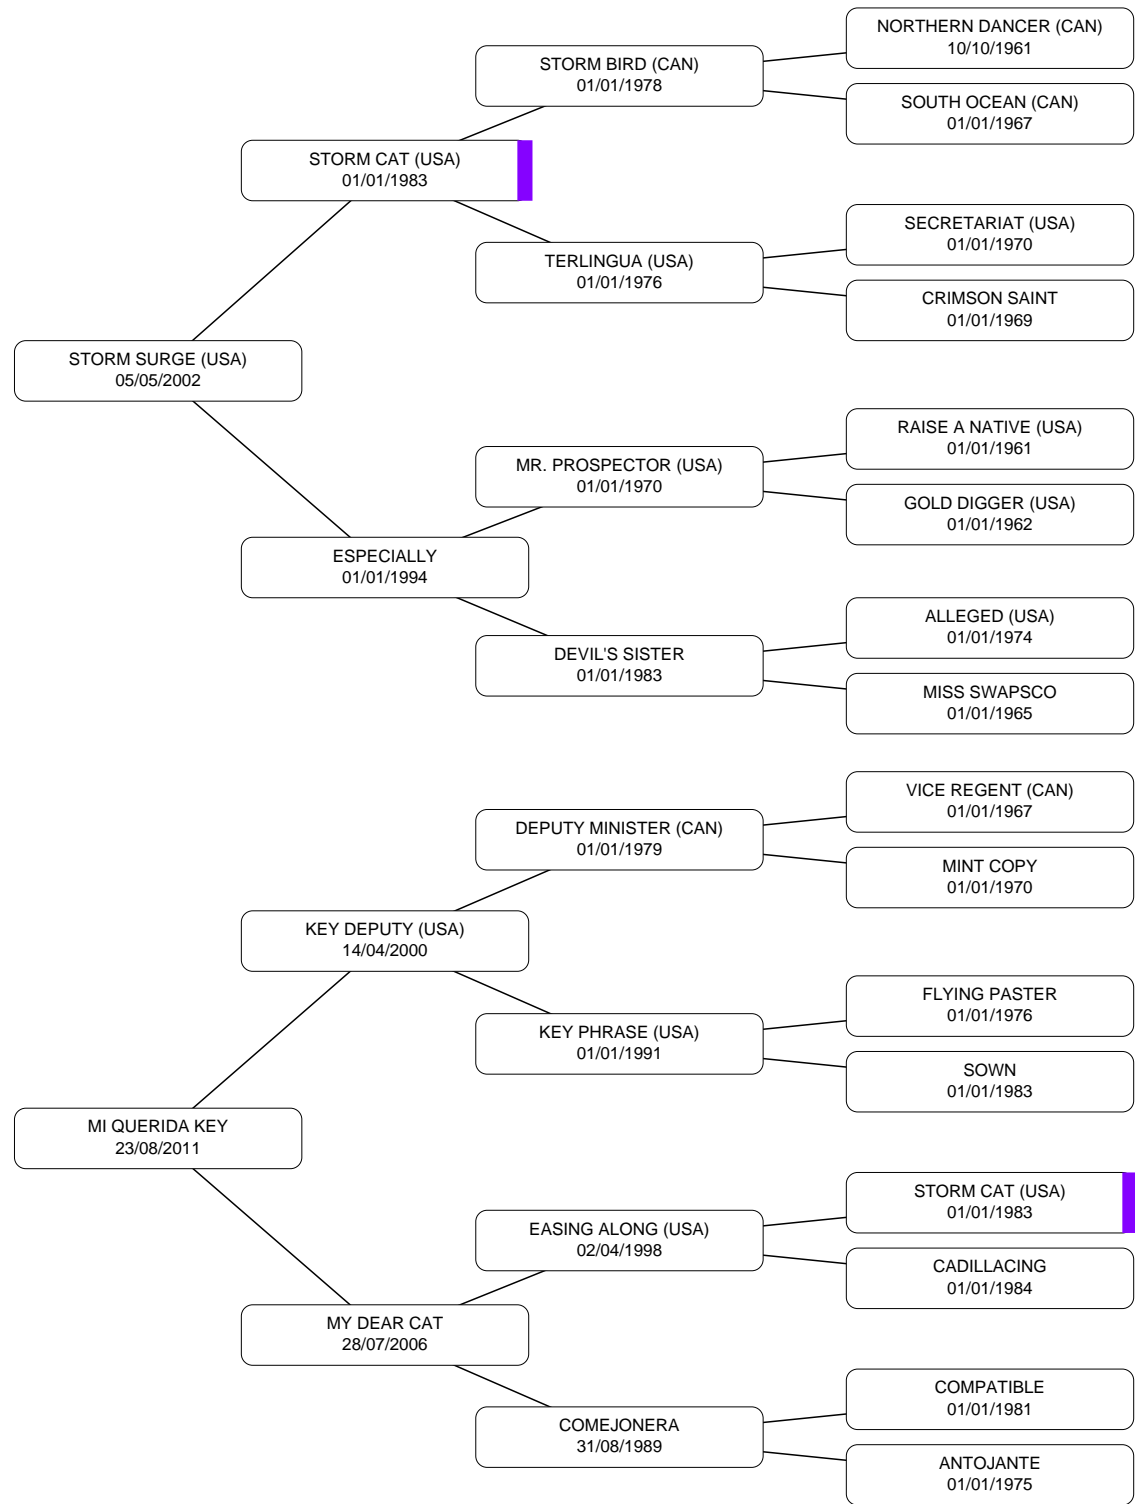 NORTHERN DANCER (CAN)
10/10/1961
STORM BIRD (CAN)
01/01/1978
SOUTH OCEAN (CAN)
01/01/1967
STORM CAT (USA)
01/01/1983
SECRETARIAT (USA)
01/01/1970
TERLINGUA (USA)
01/01/1976
CRIMSON SAINT
01/01/1969
STORM SURGE (USA)
05/05/2002
RAISE A NATIVE (USA)
01/01/1961
MR. PROSPECTOR (USA)
01/01/1970
GOLD DIGGER (USA)
01/01/1962
ESPECIALLY
01/01/1994
ALLEGED (USA)
01/01/1974
DEVIL'S SISTER
01/01/1983
MISS SWAPSCO
01/01/1965
VICE REGENT (CAN)
01/01/1967
DEPUTY MINISTER (CAN)
01/01/1979
MINT COPY
01/01/1970
KEY DEPUTY (USA)
14/04/2000
FLYING PASTER
01/01/1976
KEY PHRASE (USA)
01/01/1991
SOWN
01/01/1983
MI QUERIDA KEY
23/08/2011
STORM CAT (USA)
01/01/1983
EASING ALONG (USA)
02/04/1998
CADILLACING
01/01/1984
MY DEAR CAT
28/07/2006
COMPATIBLE
01/01/1981
COMEJONERA
31/08/1989
ANTOJANTE
01/01/1975